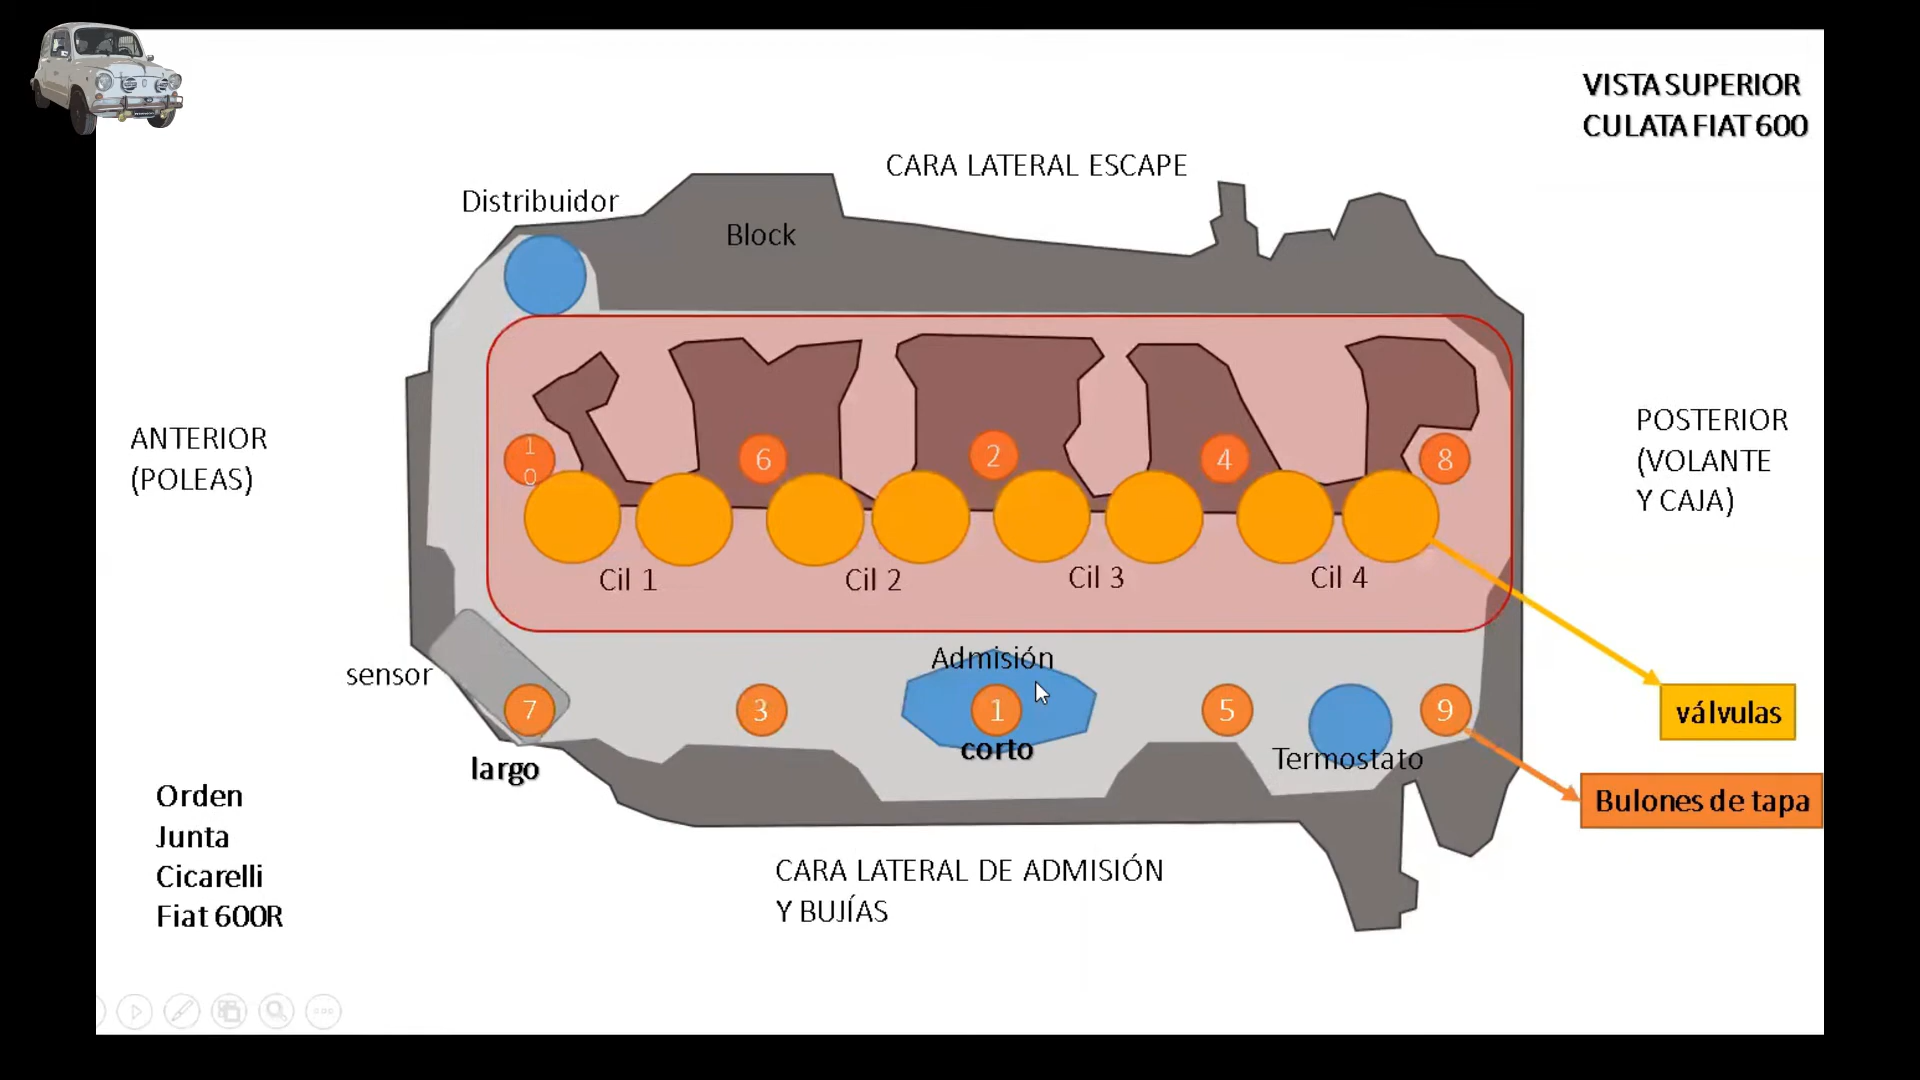 VISTA SUPERIOR
CULATA FIAT 600
CARA LATERAL ESCAPE
Distribuidor
Block
ANTERIOR
(POLEAS)
POSTERIOR
(VOLANTE
Y CAJA)
1
0
6
2
4
8
Cil 1
Cil 2
Cil 3
Cil 4
Admisión
sensor
7
3
1
5
9
válvulas
corto
largo
Termostato
Bulones de tapa
Orden
Junta
Cicarelli
Fiat 600R
CARA LATERAL DE ADMISIÓN
Y BUJÍAS